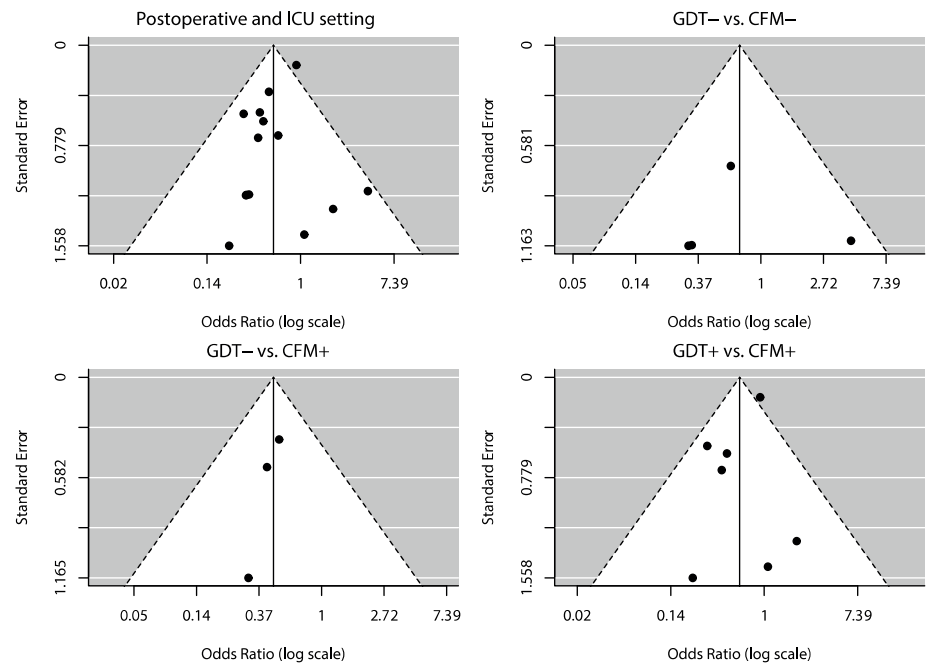 Postoperative and ICU setting
GDT– vs. CFM–
Standard Error
0
0.779
1.558
0.02
0.14
1
7.39
Odds Ratio (log scale)
Standard Error
0
0.581
1.163
0.05
0.14
0.37
1
2.72
7.39
Odds Ratio (log scale)
GDT– vs. CFM+
GDT+ vs. CFM+
Standard Error
0
0.582
1.165
0.05
0.14
0.37
1
2.72
7.39
Odds Ratio (log scale)
Standard Error
0
0.779
1.558
0.02
0.14
1
7.39
Odds Ratio (log scale)